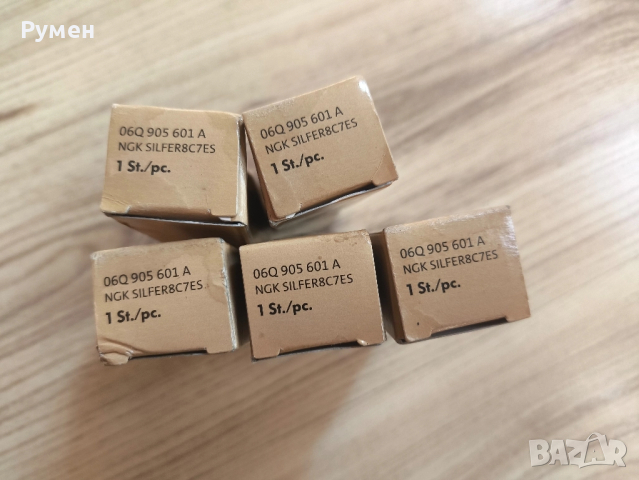 Румен
06Q 905 601 A
NGK SILFER8C7ES
1 St./pc.
06Q 905 601 A
NGK SILFER8C7ES
1 St./pc.
06Q 905 601 A
NGK SILFER8C7ES
1 St./pc.
06Q 905 601 A
NGK SILFER8C7ES
1 St./pc.
06Q 905 601 A
NGK SILFER8C7ES
1 St./pc.
BAZAR